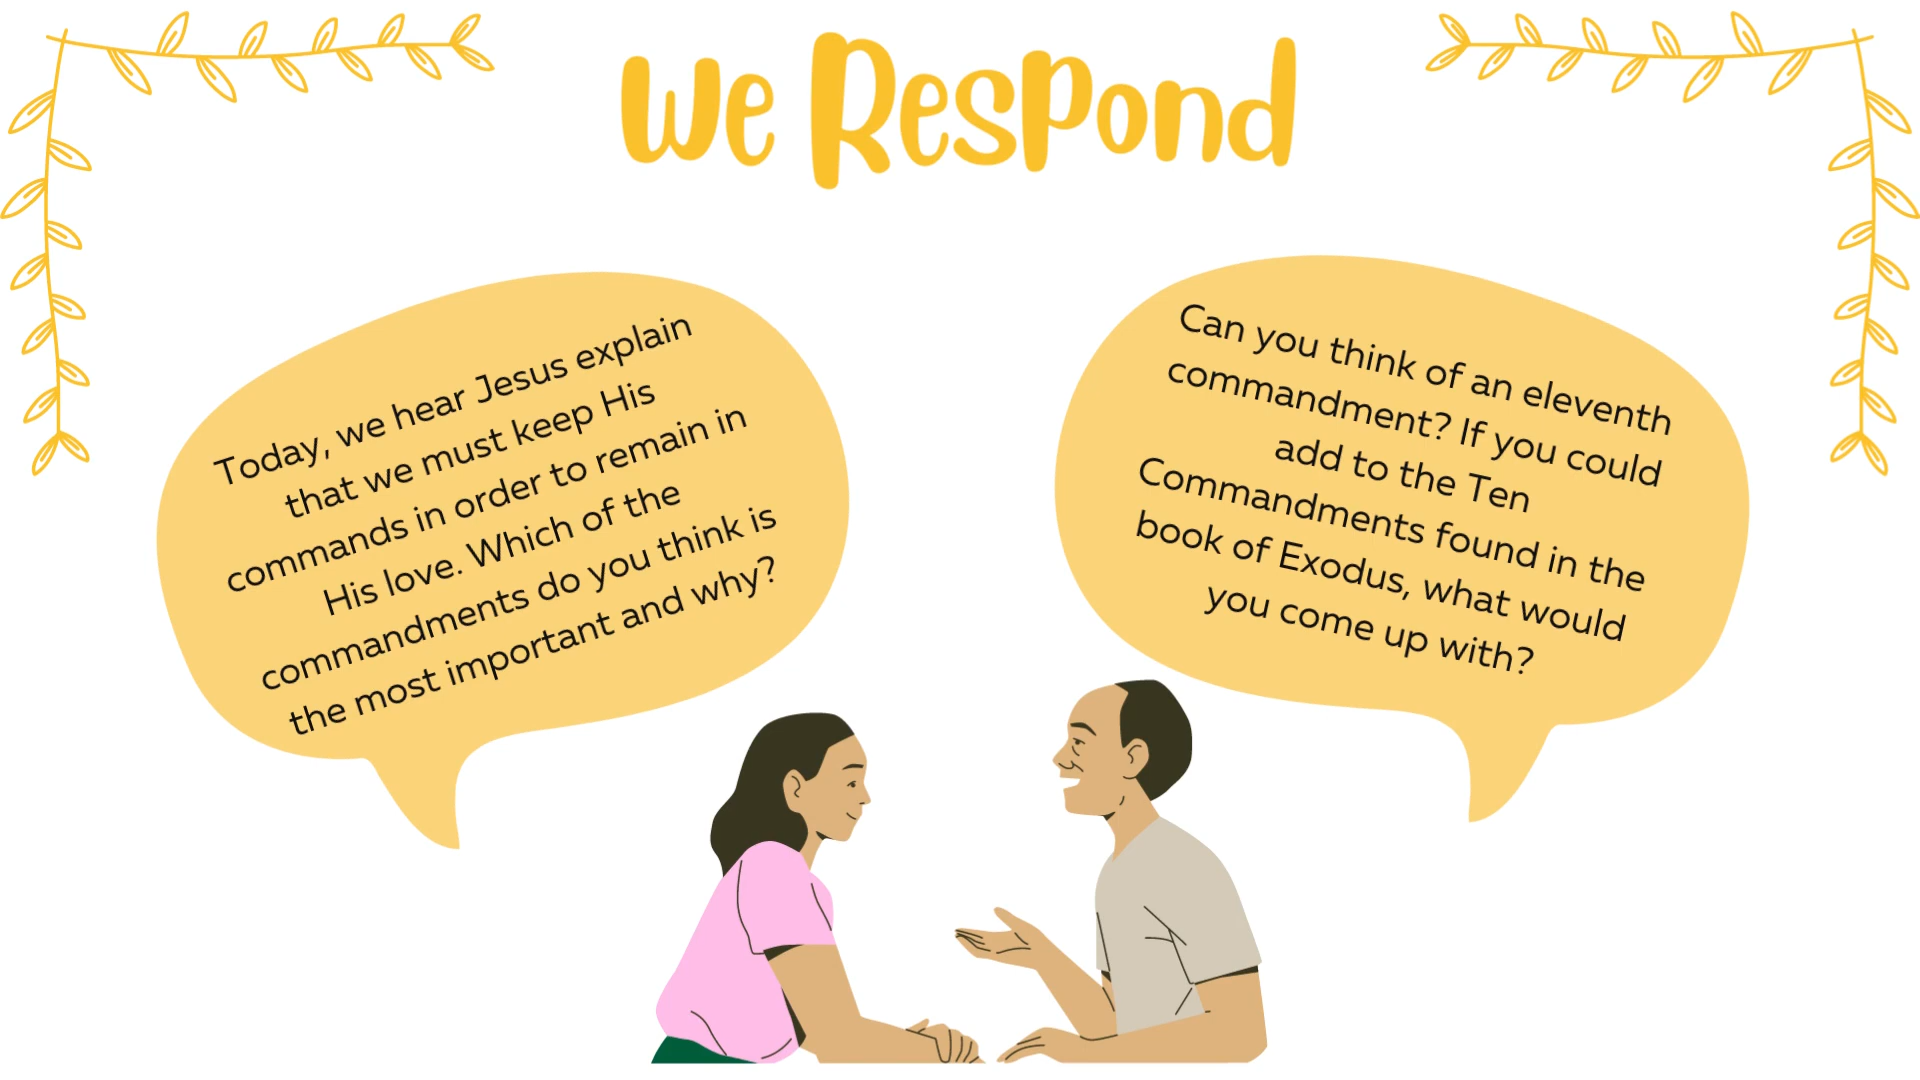 We Respond
Today, we hear Jesus explain
that we must keep His
commands in order to remain in
His love. Which of the
commandments do you think is
the most important and why?
Can you think of an eleventh
commandment? If you could
add to the Ten
Commandments found in the
book of Exodus, what would
you come up with?